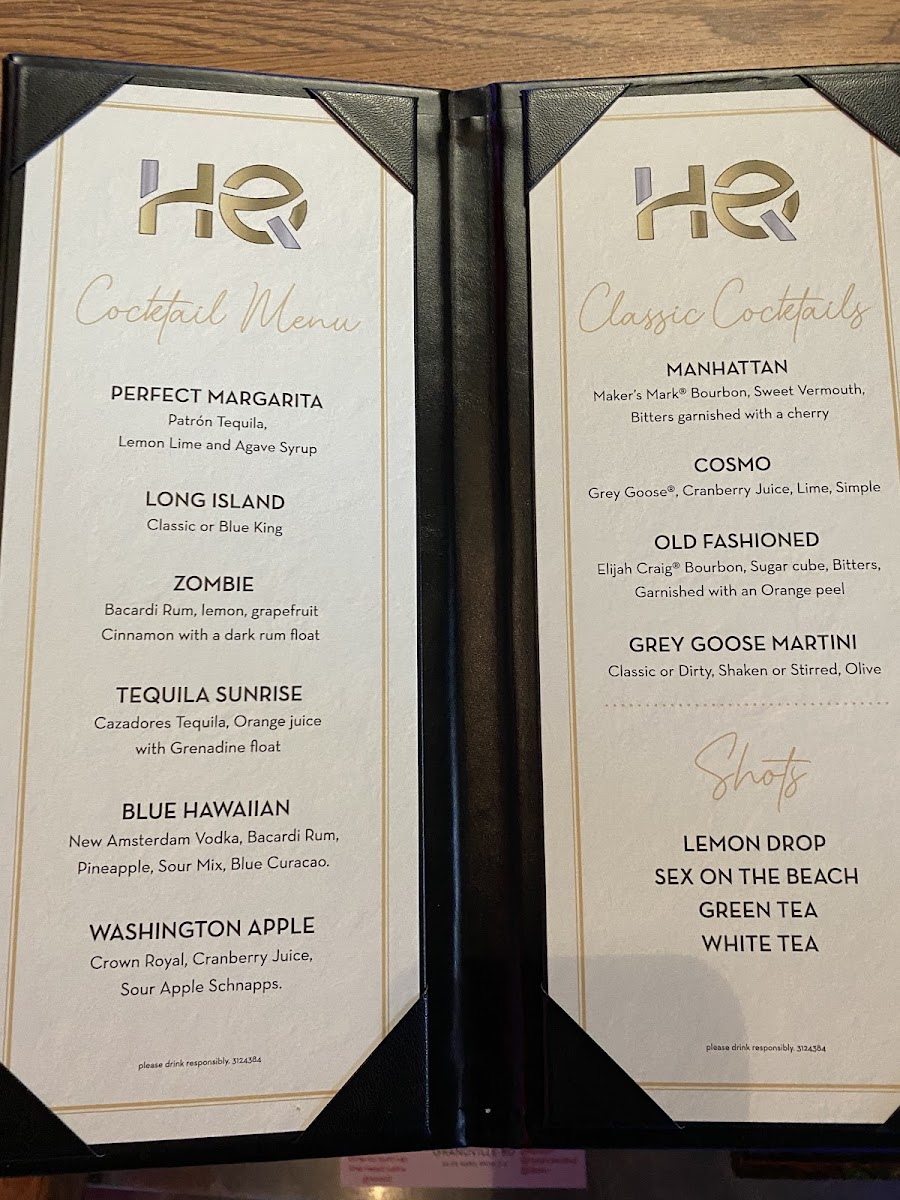 HQ
Cocktail Menu
PERFECT MARGARITA
Patrón Tequila,
Lemon Lime and Agave Syrup
LONG ISLAND
Classic or Blue King
ZOMBIE
Bacardi Rum, lemon, grapefruit
Cinnamon with a dark rum float
TEQUILA SUNRISE
Cazadores Tequila, Orange juice
with Grenadine float
BLUE HAWAIIAN
New Amsterdam Vodka, Bacardi Rum,
Pineapple, Sour Mix, Blue Curacao.
WASHINGTON APPLE
Crown Royal, Cranberry Juice,
Sour Apple Schnapps.
please drink responsibly. 3124384
HQ
Classic Cocktails
MANHATTAN
Maker's Mark® Bourbon, Sweet Vermouth,
Bitters garnished with a cherry
COSMO
Grey Goose®, Cranberry Juice, Lime, Simple
OLD FASHIONED
Elijah Craig® Bourbon, Sugar cube, Bitters,
Garnished with an Orange peel
GREY GOOSE MARTINI
Classic or Dirty, Shaken or Stirred, Olive
Shots
LEMON DROP
SEX ON THE BEACH
GREEN TEA
WHITE TEA
please drink responsibly. 3124384